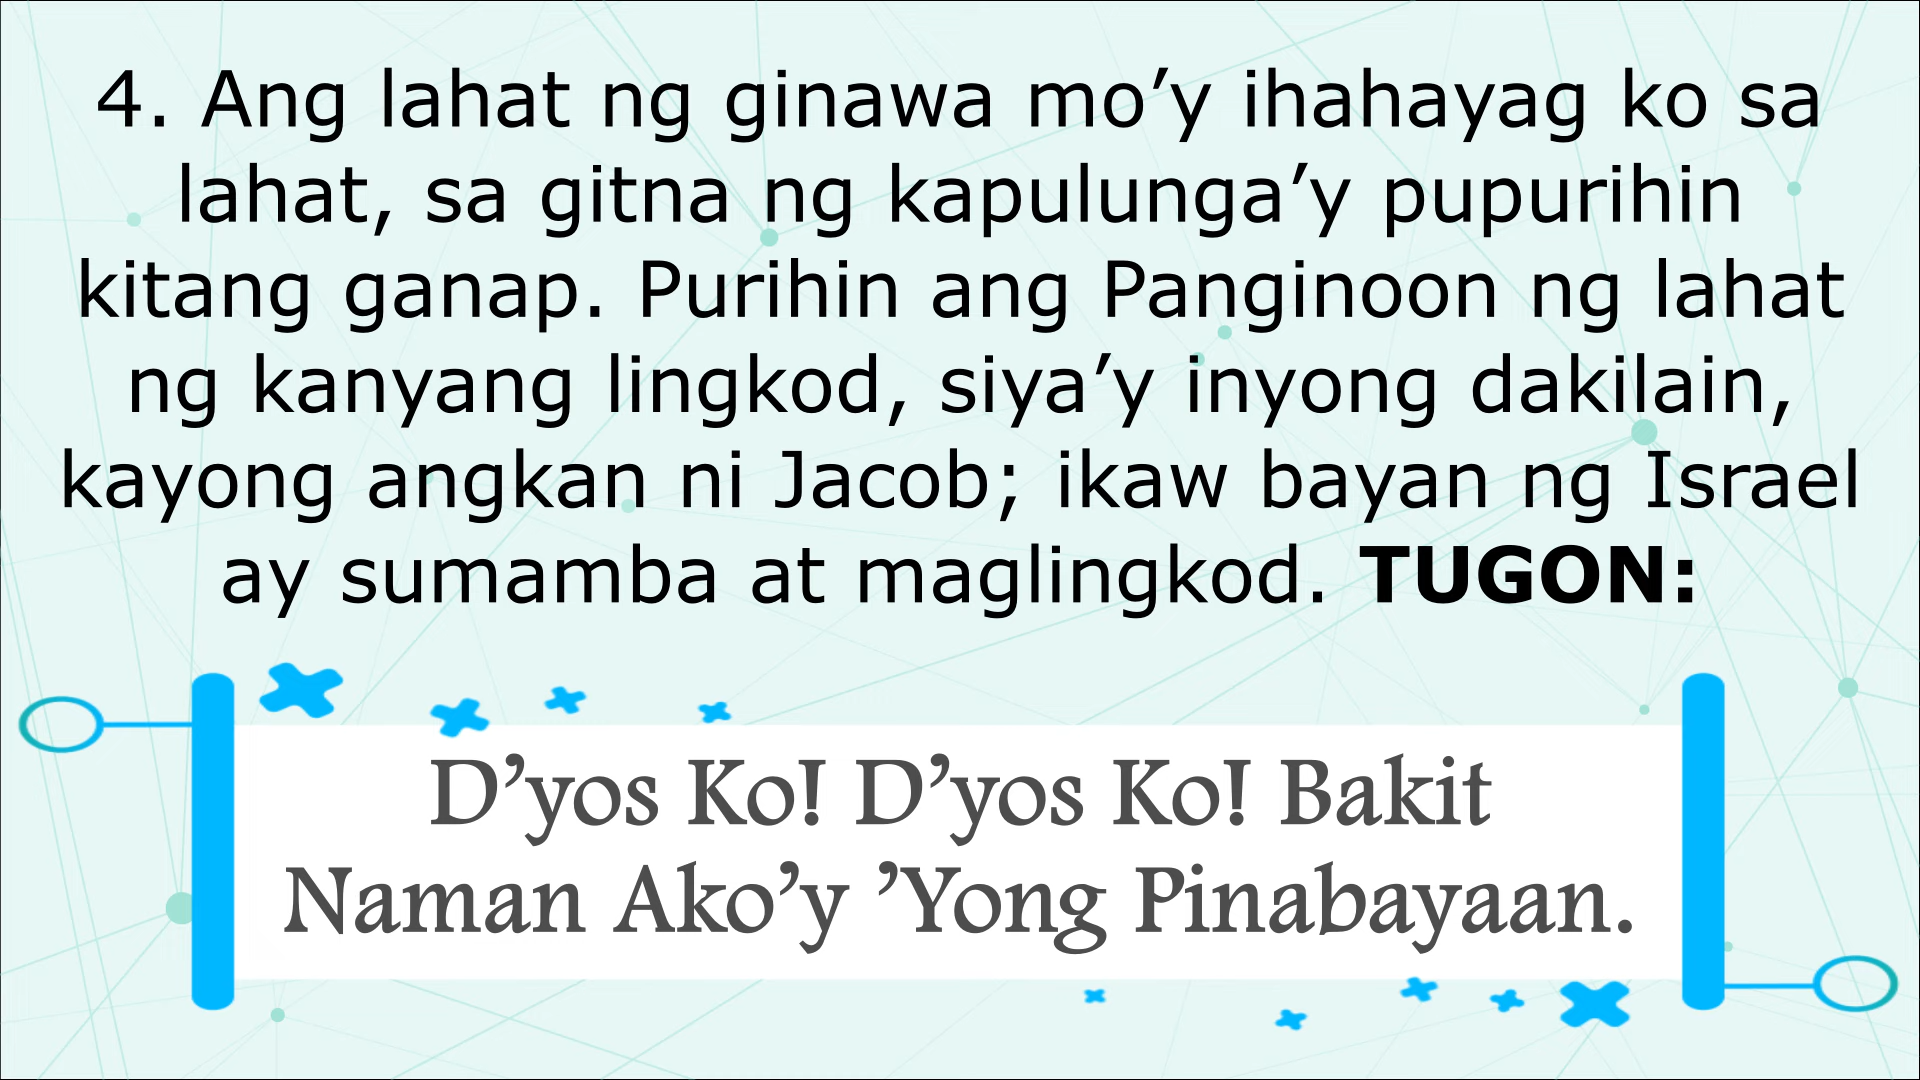 4. Ang lahat ng ginawa mo’y ihahayag ko sa
lahat, sa gitna ng kapulunga’y pupurihin
kitang ganap. Purihin ang Panginoon ng lahat
ng kanyang lingkod, siya’y inyong dakilain,
kayong angkan ni Jacob; ikaw bayan ng Israel
ay sumamba at maglingkod. TUGON:
D’yos Ko! D’yos Ko! Bakit
Naman Ako’y ’Yong Pinabayaan.